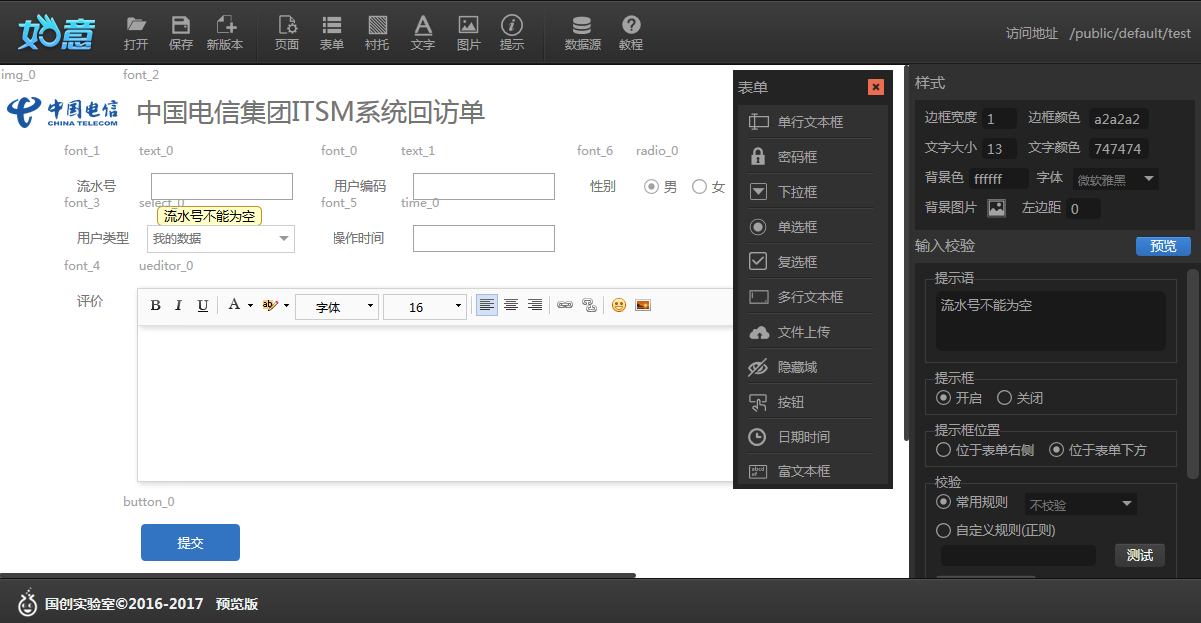 如意 打开 保存 新版本 页面 表单 衬托 文字 图片 提示 数据源 教程 访问地址 /public/default/test
img_0 font_2
中国电信 CHINA TELECOM 中国电信集团ITSM系统回访单
font_1 text_0 font_0 text_1 font_6 radio_0
流水号 用户编码 性别 男 女
font_3 select_0 font_5 time_0
流水号不能为空
用户类型 我的数据 操作时间
font_4 ueditor_0
评价 B I U A ab 字体 16
button_0
提交
表单
单行文本框
密码框
下拉框
单选框
复选框
多行文本框
文件上传
隐藏域
按钮
日期时间
富文本框
样式
边框宽度 1 边框颜色 a2a2a2
文字大小 13 文字颜色 747474
背景色 ffffff 字体 微软雅黑
背景图片 左边距 0
输入校验 预览
提示语
流水号不能为空
提示框
开启 关闭
提示框位置
位于表单右侧 位于表单下方
校验
常用规则 不校验
自定义规则(正则)
测试
国创实验室©2016-2017 预览版